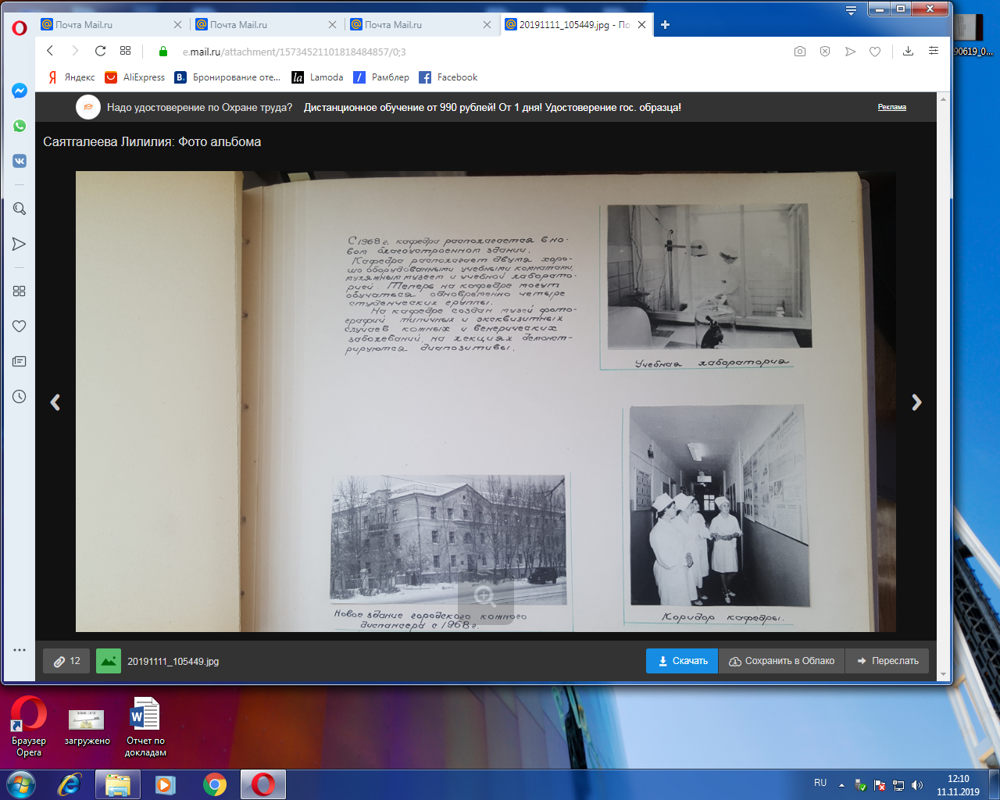 Почта Mail.ru
Почта Mail.ru
Почта Mail.ru
20191111_105449.jpg - По
90619_0...
e.mail.ru/attachment/15734521101818484857/0;3
Яндекс
AliExpress
B.
Бронирование оте...
la
Lamoda
Рамблер
Facebook
Надо удостоверение по Охране труда?
Дистанционное обучение от 990 рублей! От 1 дня! Удостоверение гос. образца!
Реклама
Саятгалеева Лилилия: Фото альбома
С 1968 г. кафедра располагается в но-
вом благоустроенном здании.
Кафедра располагает двумя хоро-
шо оборудованными учебными комнатами,
муляжным музеем и учебной лаборато-
рией. Теперь на кафедре могут
обучаться одновременно четыре
студенческих группы.
На кафедре создан музей фото-
графий типичных и эксквизитных
случаев кожных и венерических
заболеваний, на лекциях демонст-
рируются диапозитивы.
Учебная лаборатория
Новое здание городского кожного
диспансера с 1968 г.
Коридор кафедры.
12
20191111_105449.jpg
Скачать
Сохранить в Облако
Переслать
Браузер
Opera
загружено
Отчет по
докладам
RU
12:10
11.11.2019